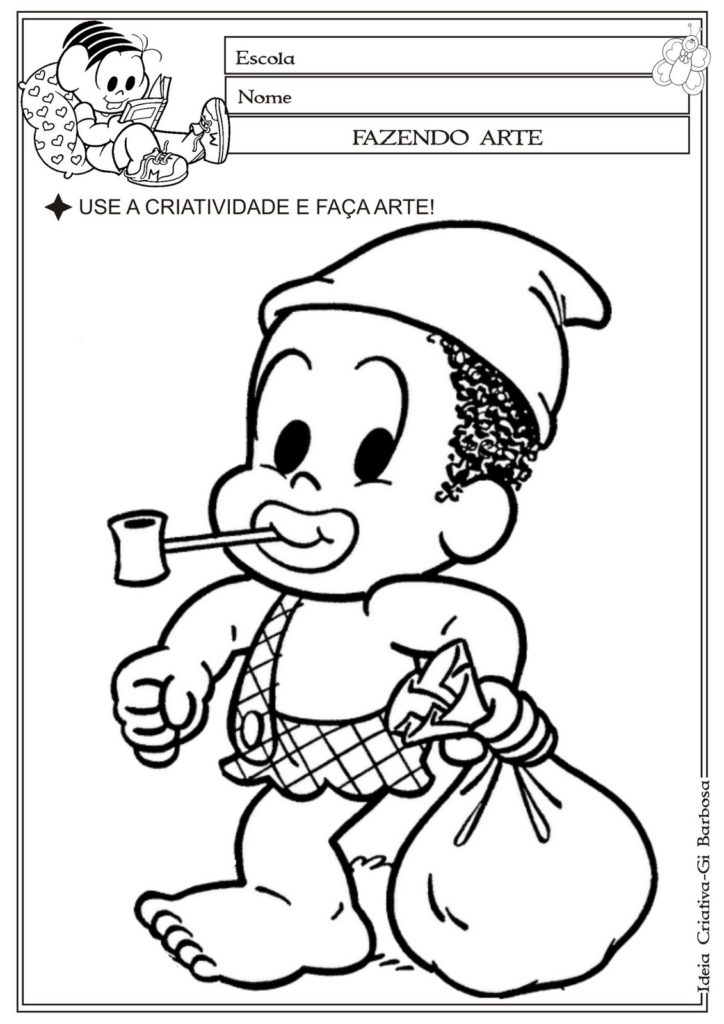 Escola
Nome
FAZENDO ARTE
USE A CRIATIVIDADE E FAÇA ARTE!
Ideia Criativa-Gi Barbosa